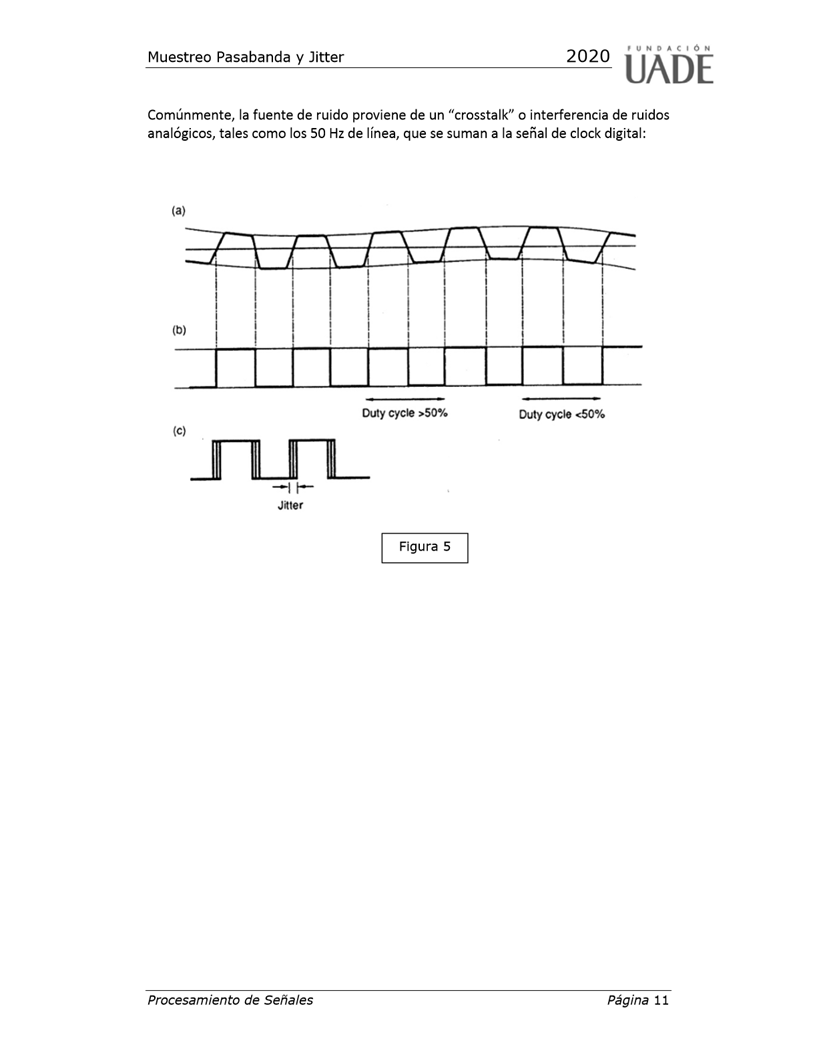 Muestreo Pasabanda y Jitter 2020 FUNDACIÓN
UADE
Comúnmente, la fuente de ruido proviene de un “crosstalk” o interferencia de ruidos
analógicos, tales como los 50 Hz de línea, que se suman a la señal de clock digital:
(a)
(b)
Duty cycle >50% Duty cycle <50%
(c)
Jitter
Figura 5
Procesamiento de Señales Página 11